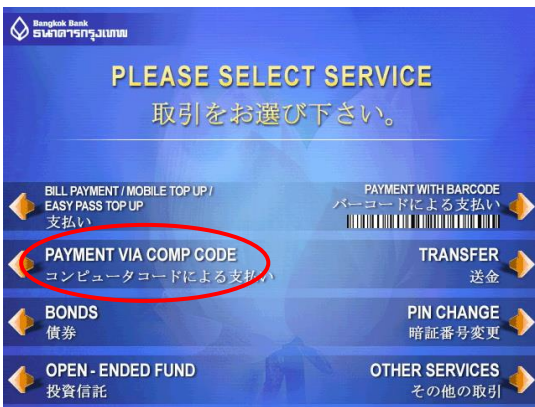 Bangkok Bank
ธนาคารกรุงเทพ
PLEASE SELECT SERVICE
取引をお選び下さい。
BILL PAYMENT / MOBILE TOP UP /
EASY PASS TOP UP
支払い
PAYMENT WITH BARCODE
バーコードによる支払い
PAYMENT VIA COMP CODE
コンピュータコードによる支払い
TRANSFER
送金
BONDS
債券
PIN CHANGE
暗証番号変更
OPEN - ENDED FUND
投資信託
OTHER SERVICES
その他の取引